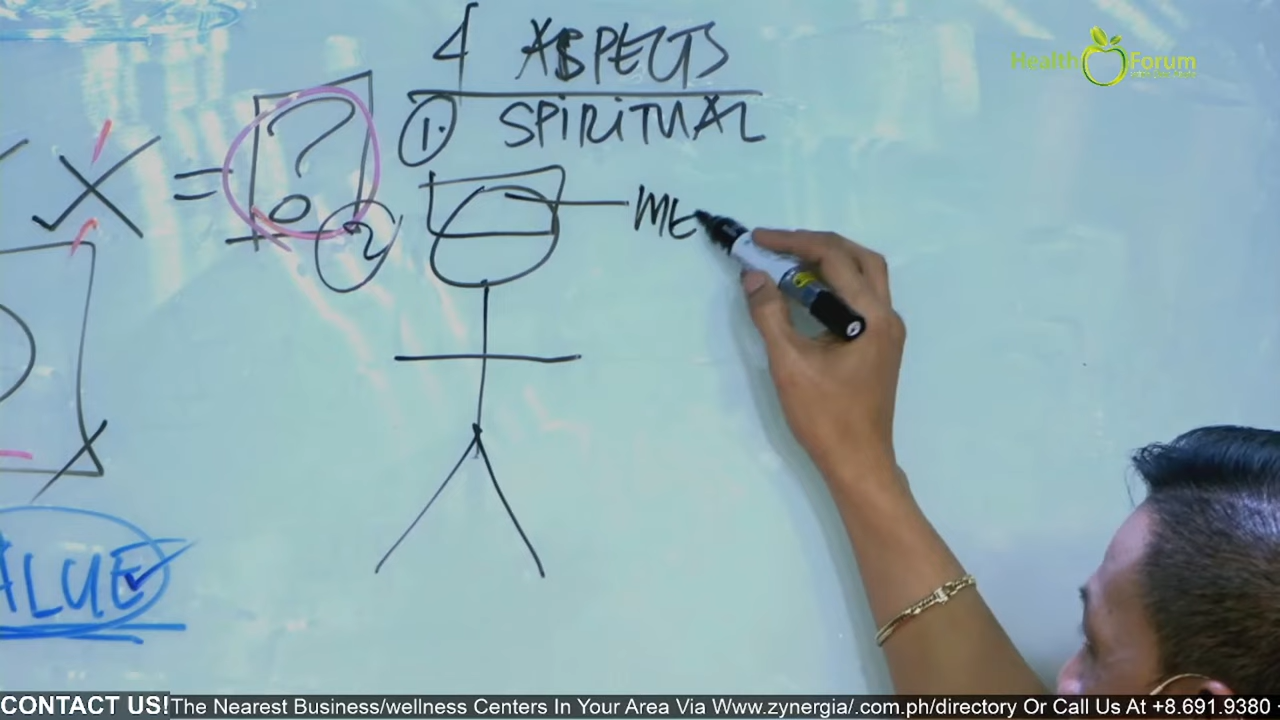 4 ASPECTS
1. SPIRITUAL
X = ?
2
ME
ALUE
Health Forum
CONTACT US! The Nearest Business/wellness Centers In Your Area Via Www.zynergia/.com.ph/directory Or Call Us At +8.691.9380